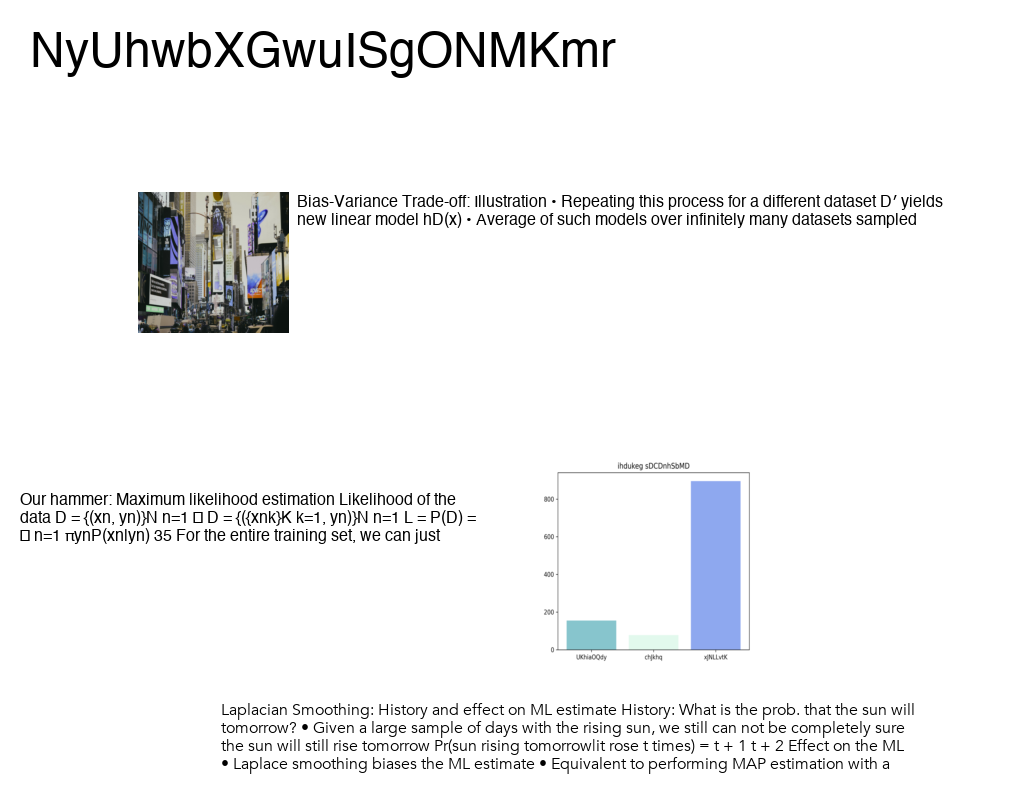 NyUhwbXGwuISgONMKmr
Bias-Variance Trade-off: Illustration • Repeating this process for a different dataset D′ yields
new linear model hD(x) • Average of such models over infinitely many datasets sampled
Our hammer: Maximum likelihood estimation Likelihood of the
data D = {(xn, yn)}N n=1 □ D = {({xnk}K k=1, yn)}N n=1 L = P(D) =
□ n=1 πynP(xn|yn) 35 For the entire training set, we can just
ihdukeg sDCDnhSbMD
800
600
400
200
0
UKhiaOQdy chJkhq xJNLLvtK
Laplacian Smoothing: History and effect on ML estimate History: What is the prob. that the sun will
tomorrow? • Given a large sample of days with the rising sun, we still can not be completely sure
the sun will still rise tomorrow Pr(sun rising tomorrow|it rose t times) = t + 1 t + 2 Effect on the ML
• Laplace smoothing biases the ML estimate • Equivalent to performing MAP estimation with a